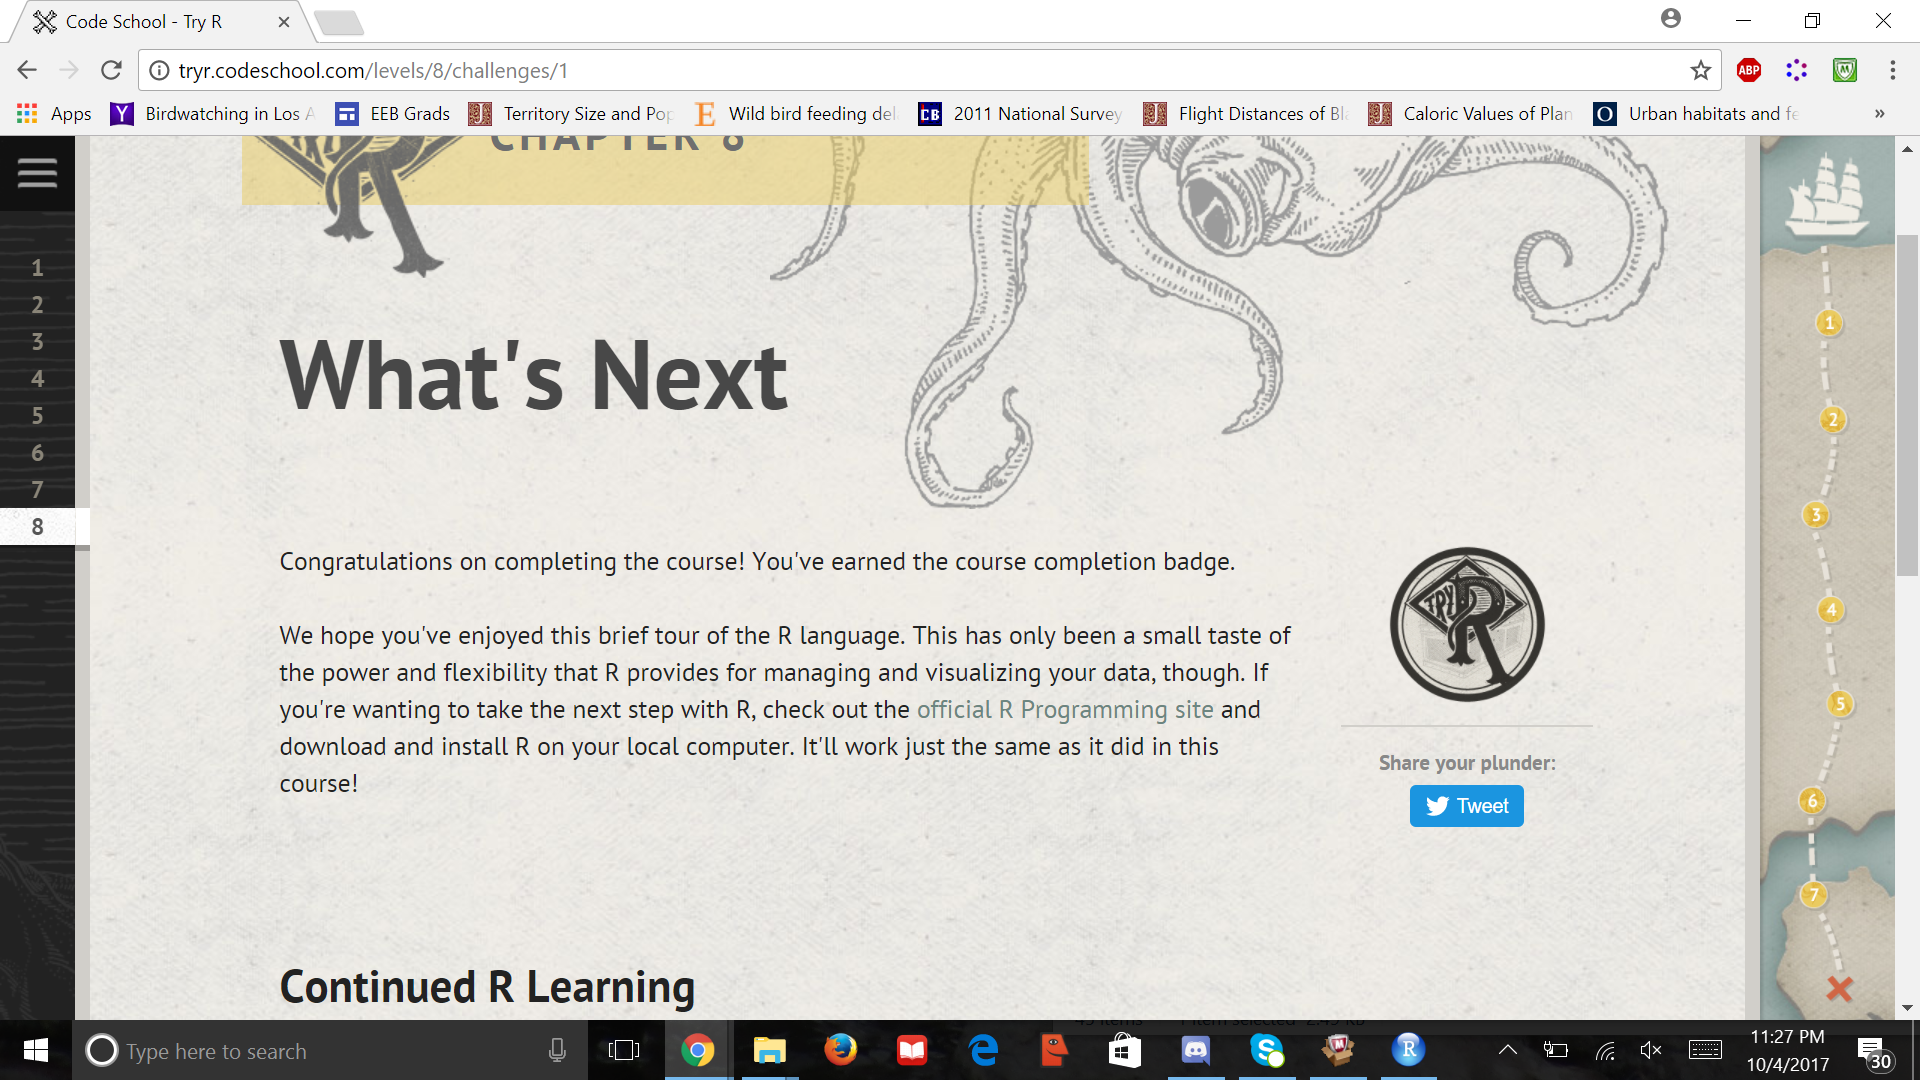 Code School - Try R
tryr.codeschool.com/levels/8/challenges/1
ABP
M
Apps
Y
Birdwatching in Los A
EEB Grads
Territory Size and Pop
E
Wild bird feeding del
CB
2011 National Survey
Flight Distances of Bla
Caloric Values of Plan
O
Urban habitats and fe
»
CHAPTER 8
1
2
3
4
5
6
7
8
What's Next
Congratulations on completing the course! You've earned the course completion badge.
We hope you've enjoyed this brief tour of the R language. This has only been a small taste of
the power and flexibility that R provides for managing and visualizing your data, though. If
you're wanting to take the next step with R, check out the official R Programming site and
download and install R on your local computer. It'll work just the same as it did in this
course!
TRY R
Share your plunder:
Tweet
Continued R Learning
1
2
3
4
5
6
7
Type here to search
R
11:27 PM
10/4/2017
30